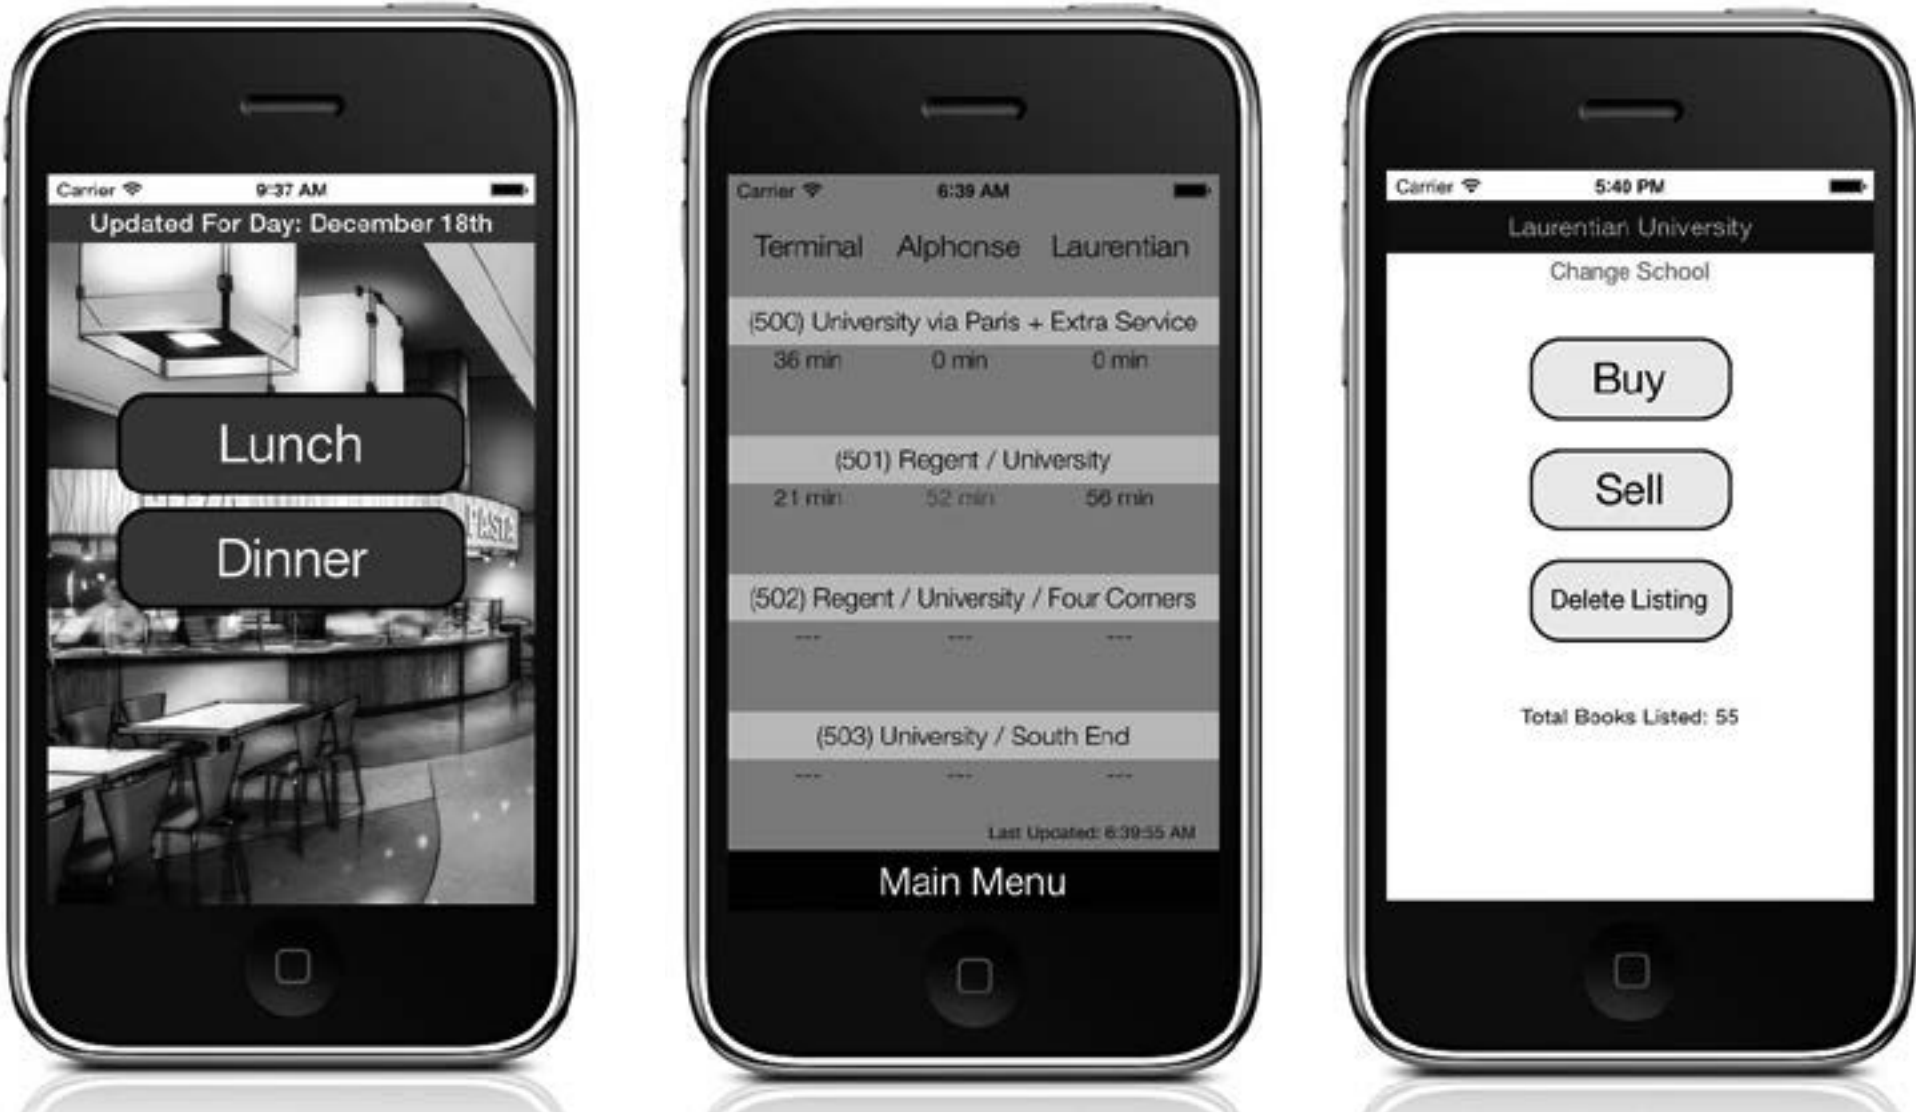 Carrier 9:37 AM
Updated For Day: December 18th
Lunch
PASTA
Dinner
Carrier 6:39 AM
Terminal Alphonse Laurentian
(500) University via Paris + Extra Service
36 min 0 min 0 min
(501) Regent / University
21 min 52 min 56 min
(502) Regent / University / Four Corners
--- --- ---
(503) University / South End
--- --- ---
Last Updated: 6:39:55 AM
Main Menu
Carrier 5:40 PM
Laurentian University
Change School
Buy
Sell
Delete Listing
Total Books Listed: 55